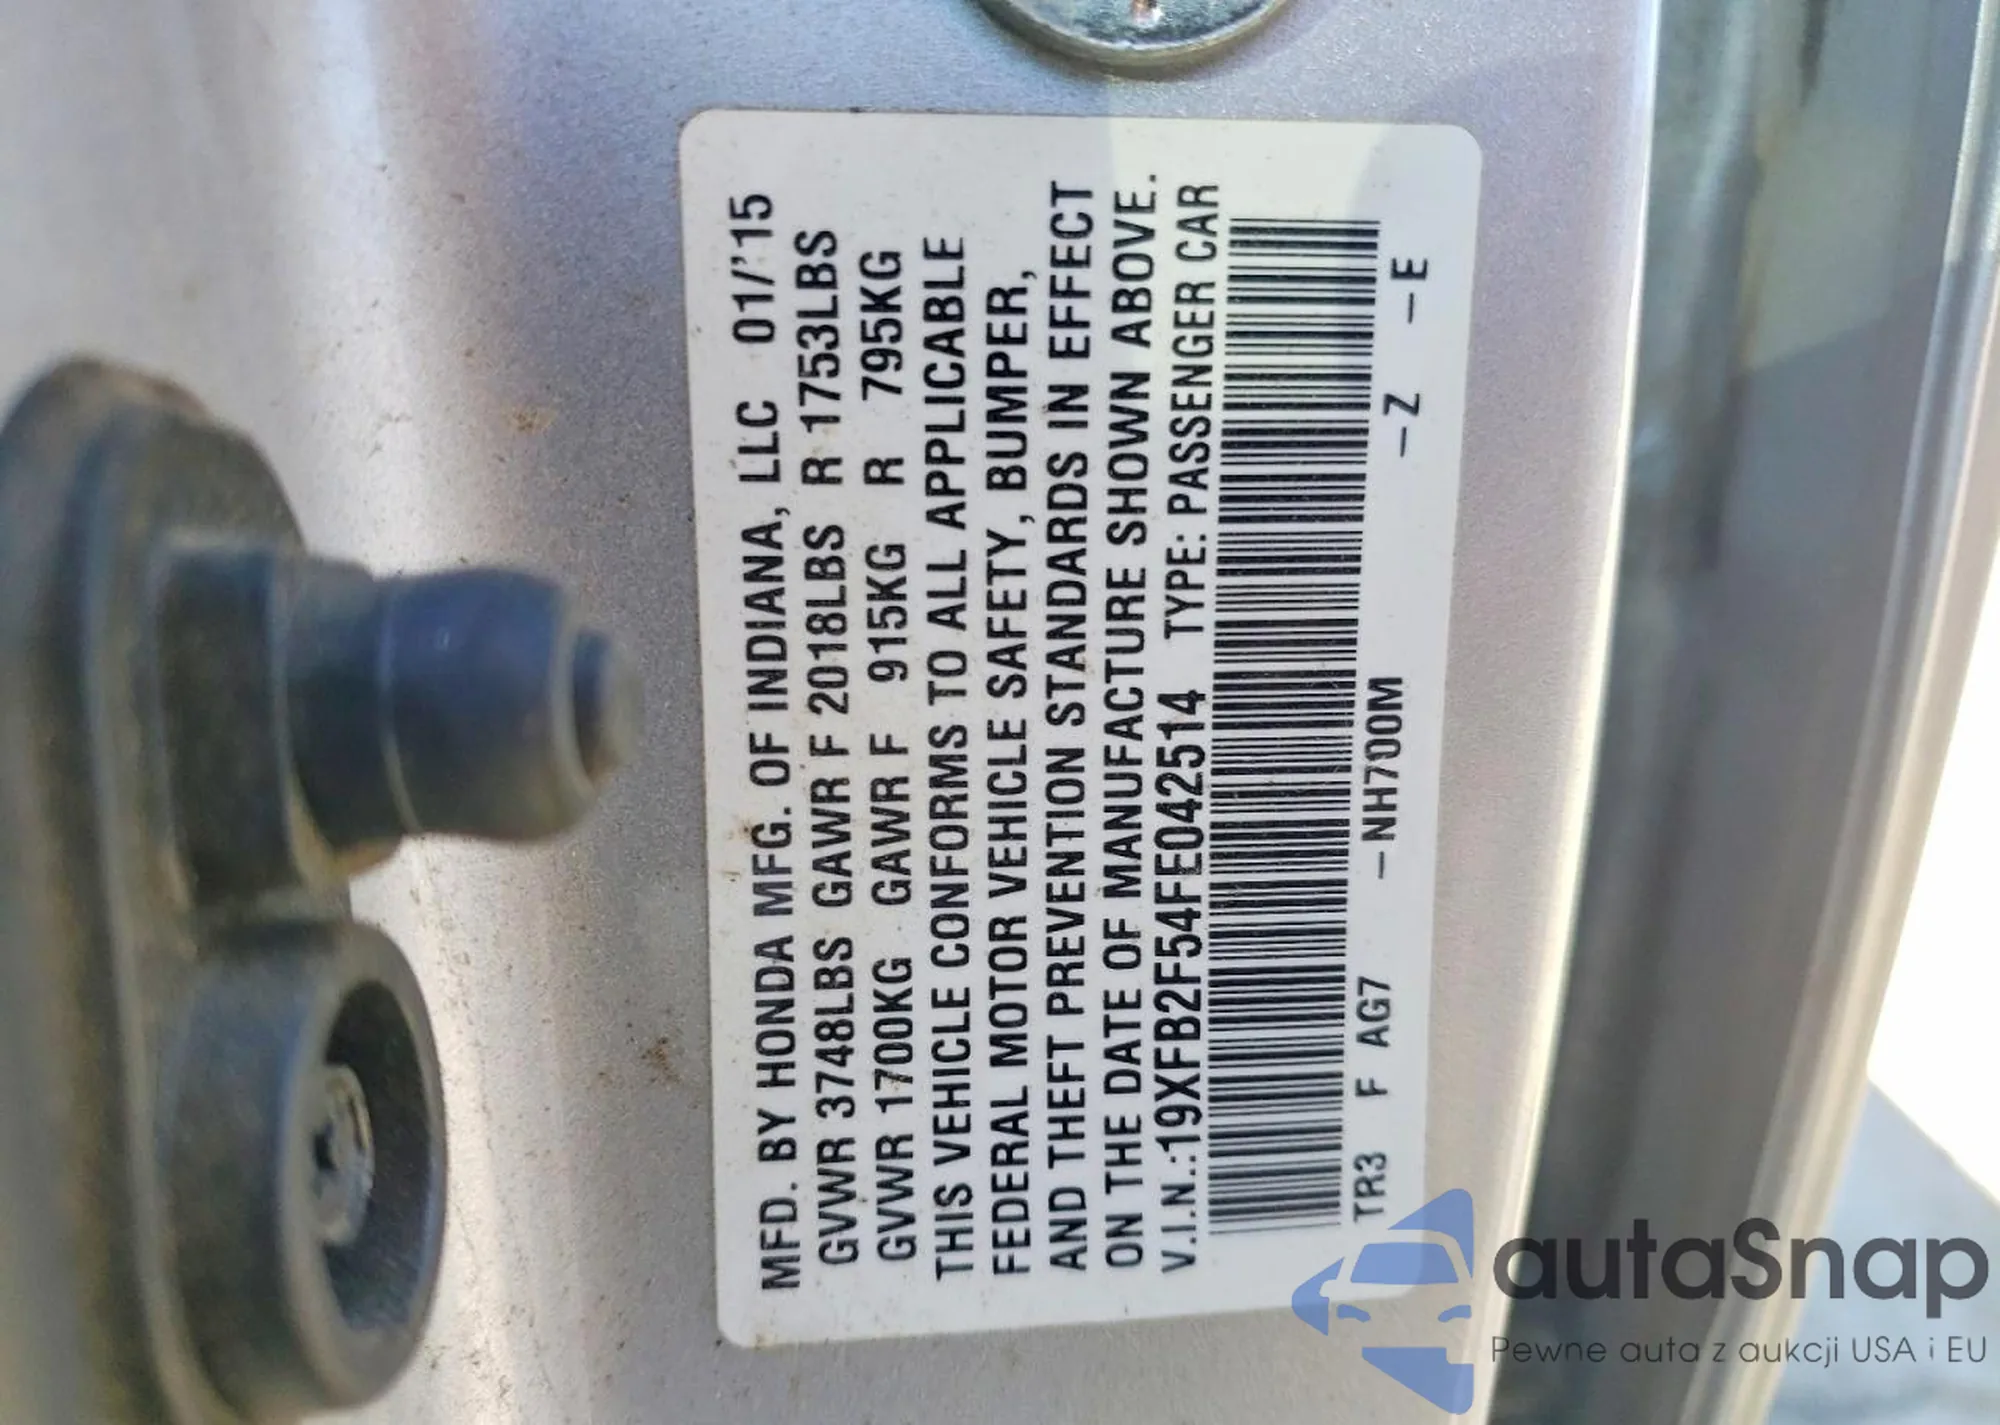 MFD. BY HONDA MFG. OF INDIANA, LLC 01/'15
GVWR 3748LBS GAWR F 2018LBS R 1753LBS
GVWR 1700KG GAWR F 915KG R 795KG
THIS VEHICLE CONFORMS TO ALL APPLICABLE
FEDERAL MOTOR VEHICLE SAFETY, BUMPER,
AND THEFT PREVENTION STANDARDS IN EFFECT
ON THE DATE OF MANUFACTURE SHOWN ABOVE.
V.I.N.:19XFB2F54FE042514 TYPE: PASSENGER CAR
TR3 F AG7 –NH700M –Z –E
autaSnap
Pewne auta z aukcji USA i EU